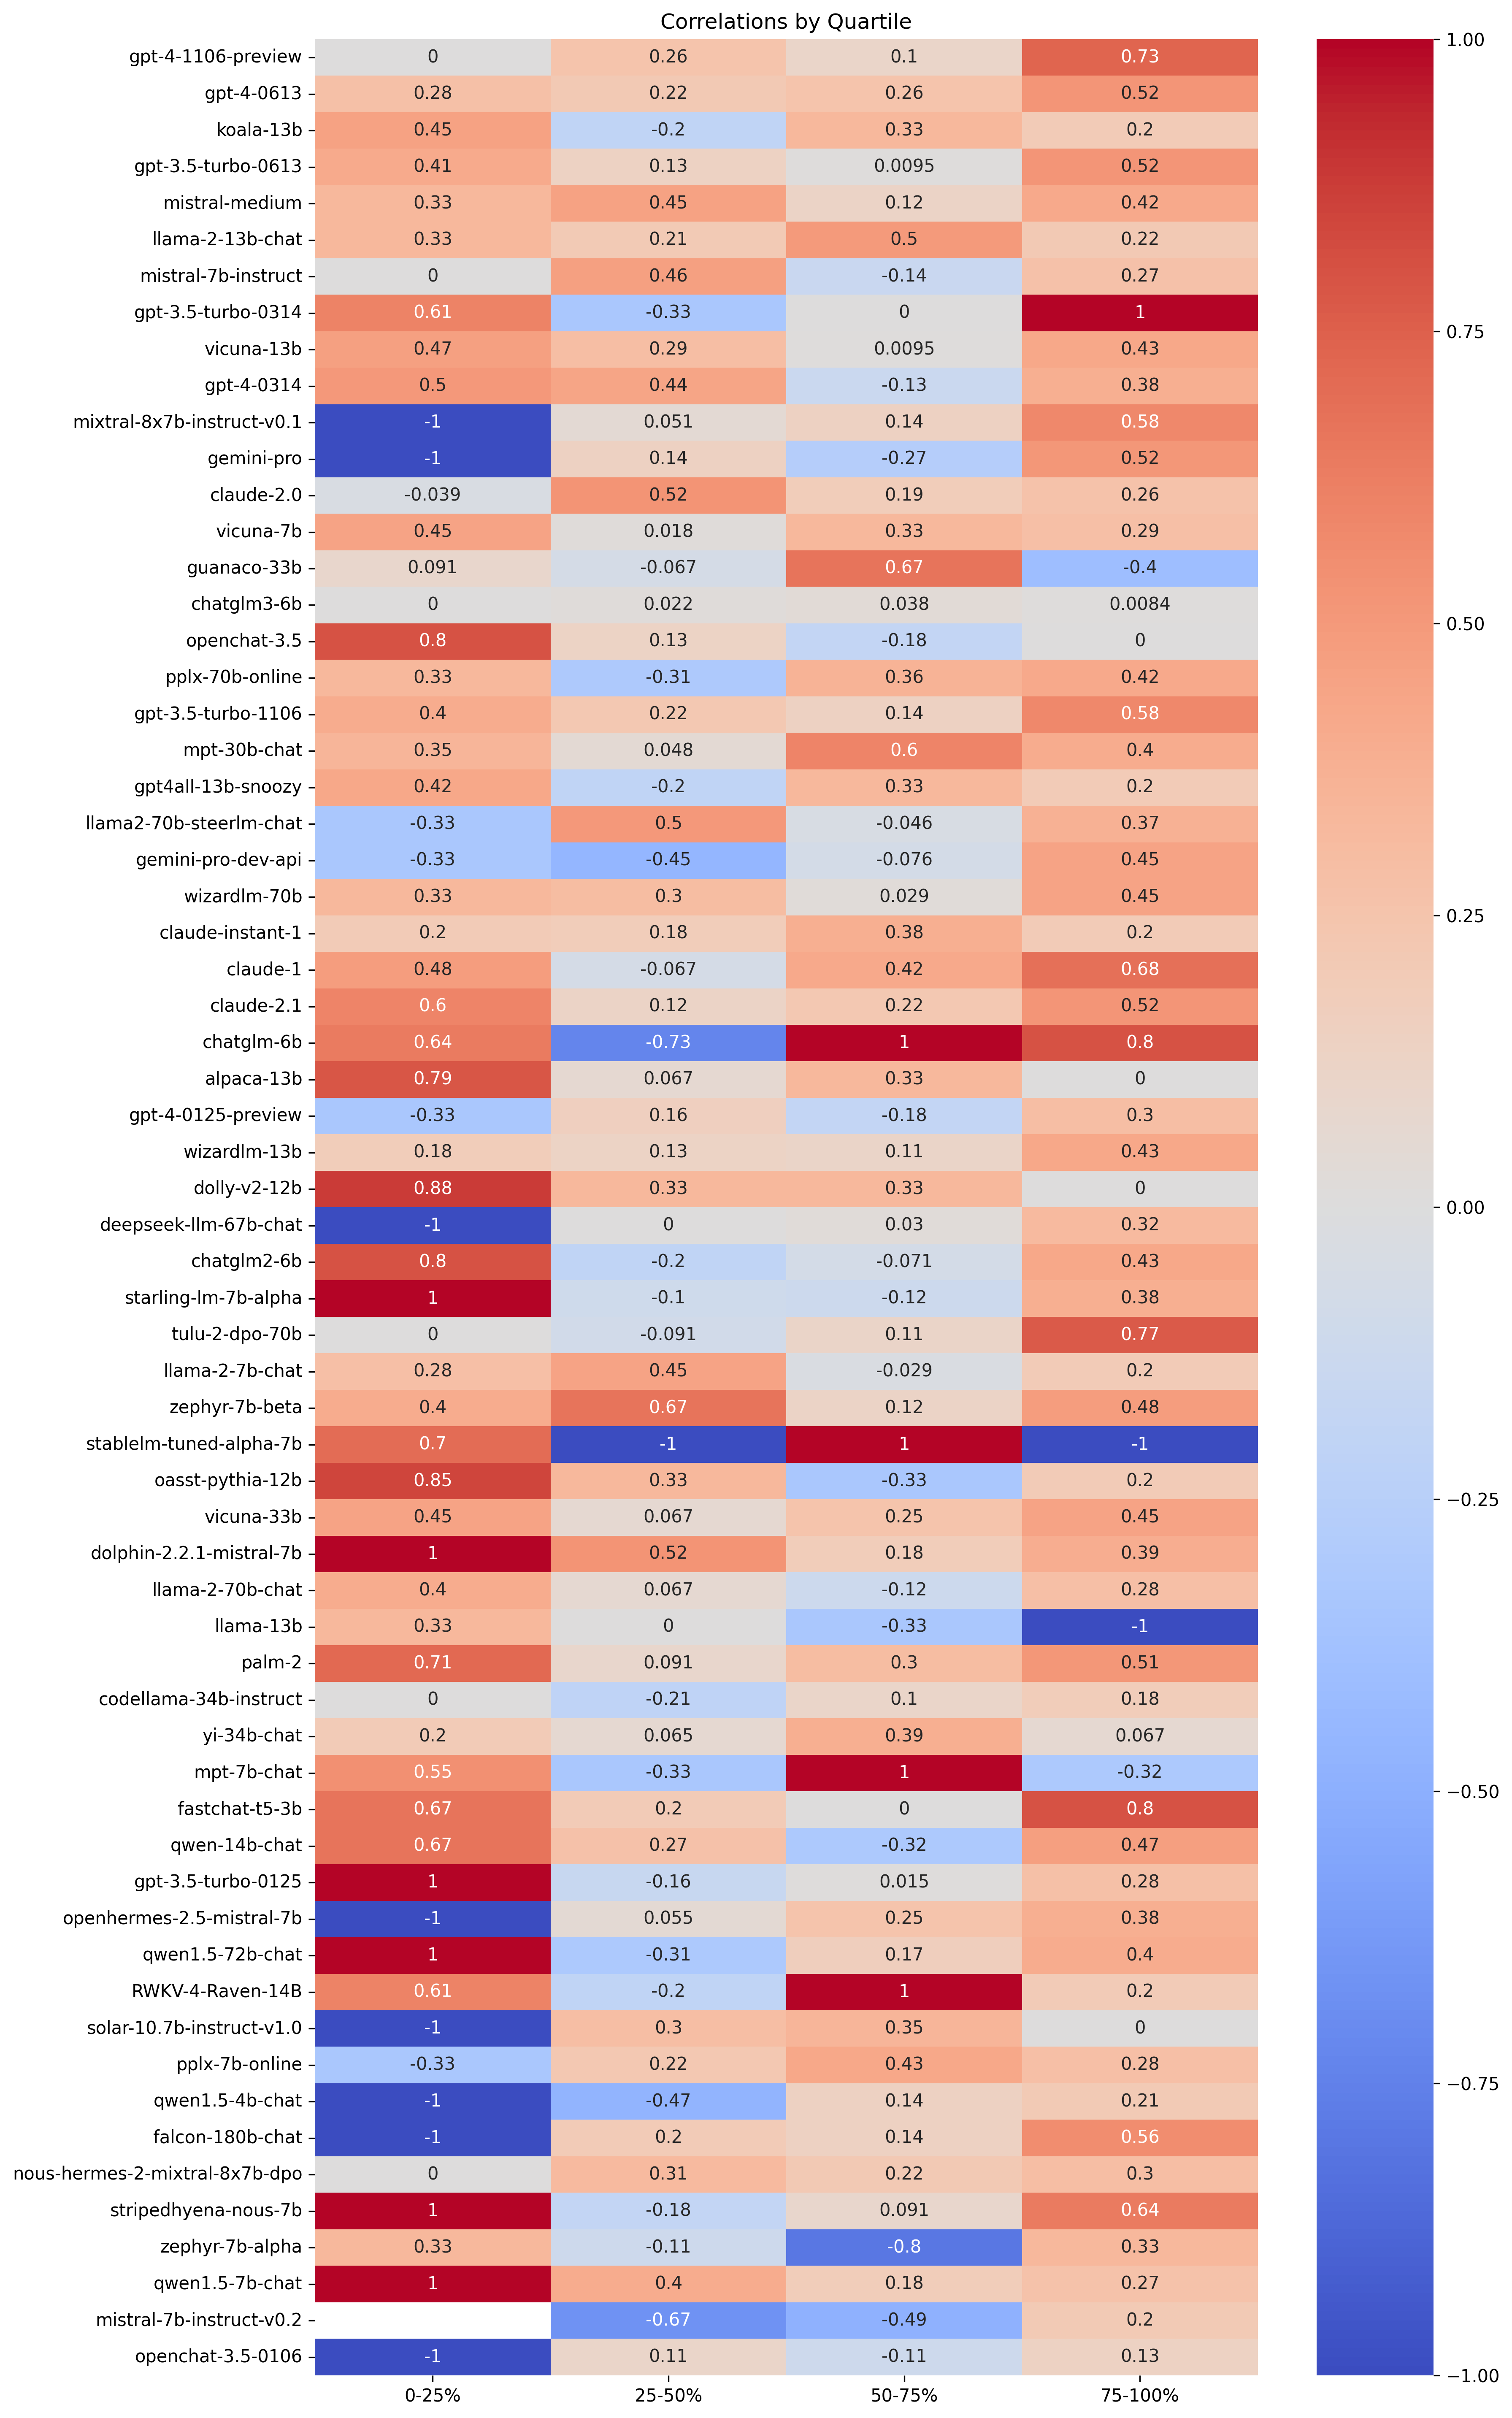 Correlations by Quartile
gpt-4-1106-preview 0 0.26 0.1 0.73
gpt-4-0613 0.28 0.22 0.26 0.52
koala-13b 0.45 -0.2 0.33 0.2
gpt-3.5-turbo-0613 0.41 0.13 0.0095 0.52
mistral-medium 0.33 0.45 0.12 0.42
llama-2-13b-chat 0.33 0.21 0.5 0.22
mistral-7b-instruct 0 0.46 -0.14 0.27
gpt-3.5-turbo-0314 0.61 -0.33 0 1
vicuna-13b 0.47 0.29 0.0095 0.43
gpt-4-0314 0.5 0.44 -0.13 0.38
mixtral-8x7b-instruct-v0.1 -1 0.051 0.14 0.58
gemini-pro -1 0.14 -0.27 0.52
claude-2.0 -0.039 0.52 0.19 0.26
vicuna-7b 0.45 0.018 0.33 0.29
guanaco-33b 0.091 -0.067 0.67 -0.4
chatglm3-6b 0 0.022 0.038 0.0084
openchat-3.5 0.8 0.13 -0.18 0
pplx-70b-online 0.33 -0.31 0.36 0.42
gpt-3.5-turbo-1106 0.4 0.22 0.14 0.58
mpt-30b-chat 0.35 0.048 0.6 0.4
gpt4all-13b-snoozy 0.42 -0.2 0.33 0.2
llama2-70b-steerlm-chat -0.33 0.5 -0.046 0.37
gemini-pro-dev-api -0.33 -0.45 -0.076 0.45
wizardlm-70b 0.33 0.3 0.029 0.45
claude-instant-1 0.2 0.18 0.38 0.2
claude-1 0.48 -0.067 0.42 0.68
claude-2.1 0.6 0.12 0.22 0.52
chatglm-6b 0.64 -0.73 1 0.8
alpaca-13b 0.79 0.067 0.33 0
gpt-4-0125-preview -0.33 0.16 -0.18 0.3
wizardlm-13b 0.18 0.13 0.11 0.43
dolly-v2-12b 0.88 0.33 0.33 0
deepseek-llm-67b-chat -1 0 0.03 0.32
chatglm2-6b 0.8 -0.2 -0.071 0.43
starling-lm-7b-alpha 1 -0.1 -0.12 0.38
tulu-2-dpo-70b 0 -0.091 0.11 0.77
llama-2-7b-chat 0.28 0.45 -0.029 0.2
zephyr-7b-beta 0.4 0.67 0.12 0.48
stablelm-tuned-alpha-7b 0.7 -1 1 -1
oasst-pythia-12b 0.85 0.33 -0.33 0.2
vicuna-33b 0.45 0.067 0.25 0.45
dolphin-2.2.1-mistral-7b 1 0.52 0.18 0.39
llama-2-70b-chat 0.4 0.067 -0.12 0.28
llama-13b 0.33 0 -0.33 -1
palm-2 0.71 0.091 0.3 0.51
codellama-34b-instruct 0 -0.21 0.1 0.18
yi-34b-chat 0.2 0.065 0.39 0.067
mpt-7b-chat 0.55 -0.33 1 -0.32
fastchat-t5-3b 0.67 0.2 0 0.8
qwen-14b-chat 0.67 0.27 -0.32 0.47
gpt-3.5-turbo-0125 1 -0.16 0.015 0.28
openhermes-2.5-mistral-7b -1 0.055 0.25 0.38
qwen1.5-72b-chat 1 -0.31 0.17 0.4
RWKV-4-Raven-14B 0.61 -0.2 1 0.2
solar-10.7b-instruct-v1.0 -1 0.3 0.35 0
pplx-7b-online -0.33 0.22 0.43 0.28
qwen1.5-4b-chat -1 -0.47 0.14 0.21
falcon-180b-chat -1 0.2 0.14 0.56
nous-hermes-2-mixtral-8x7b-dpo 0 0.31 0.22 0.3
stripedhyena-nous-7b 1 -0.18 0.091 0.64
zephyr-7b-alpha 0.33 -0.11 -0.8 0.33
qwen1.5-7b-chat 1 0.4 0.18 0.27
mistral-7b-instruct-v0.2 -0.67 -0.49 0.2
openchat-3.5-0106 -1 0.11 -0.11 0.13
0-25% 25-50% 50-75% 75-100%
1.00
0.75
0.50
0.25
0.00
−0.25
−0.50
−0.75
−1.00